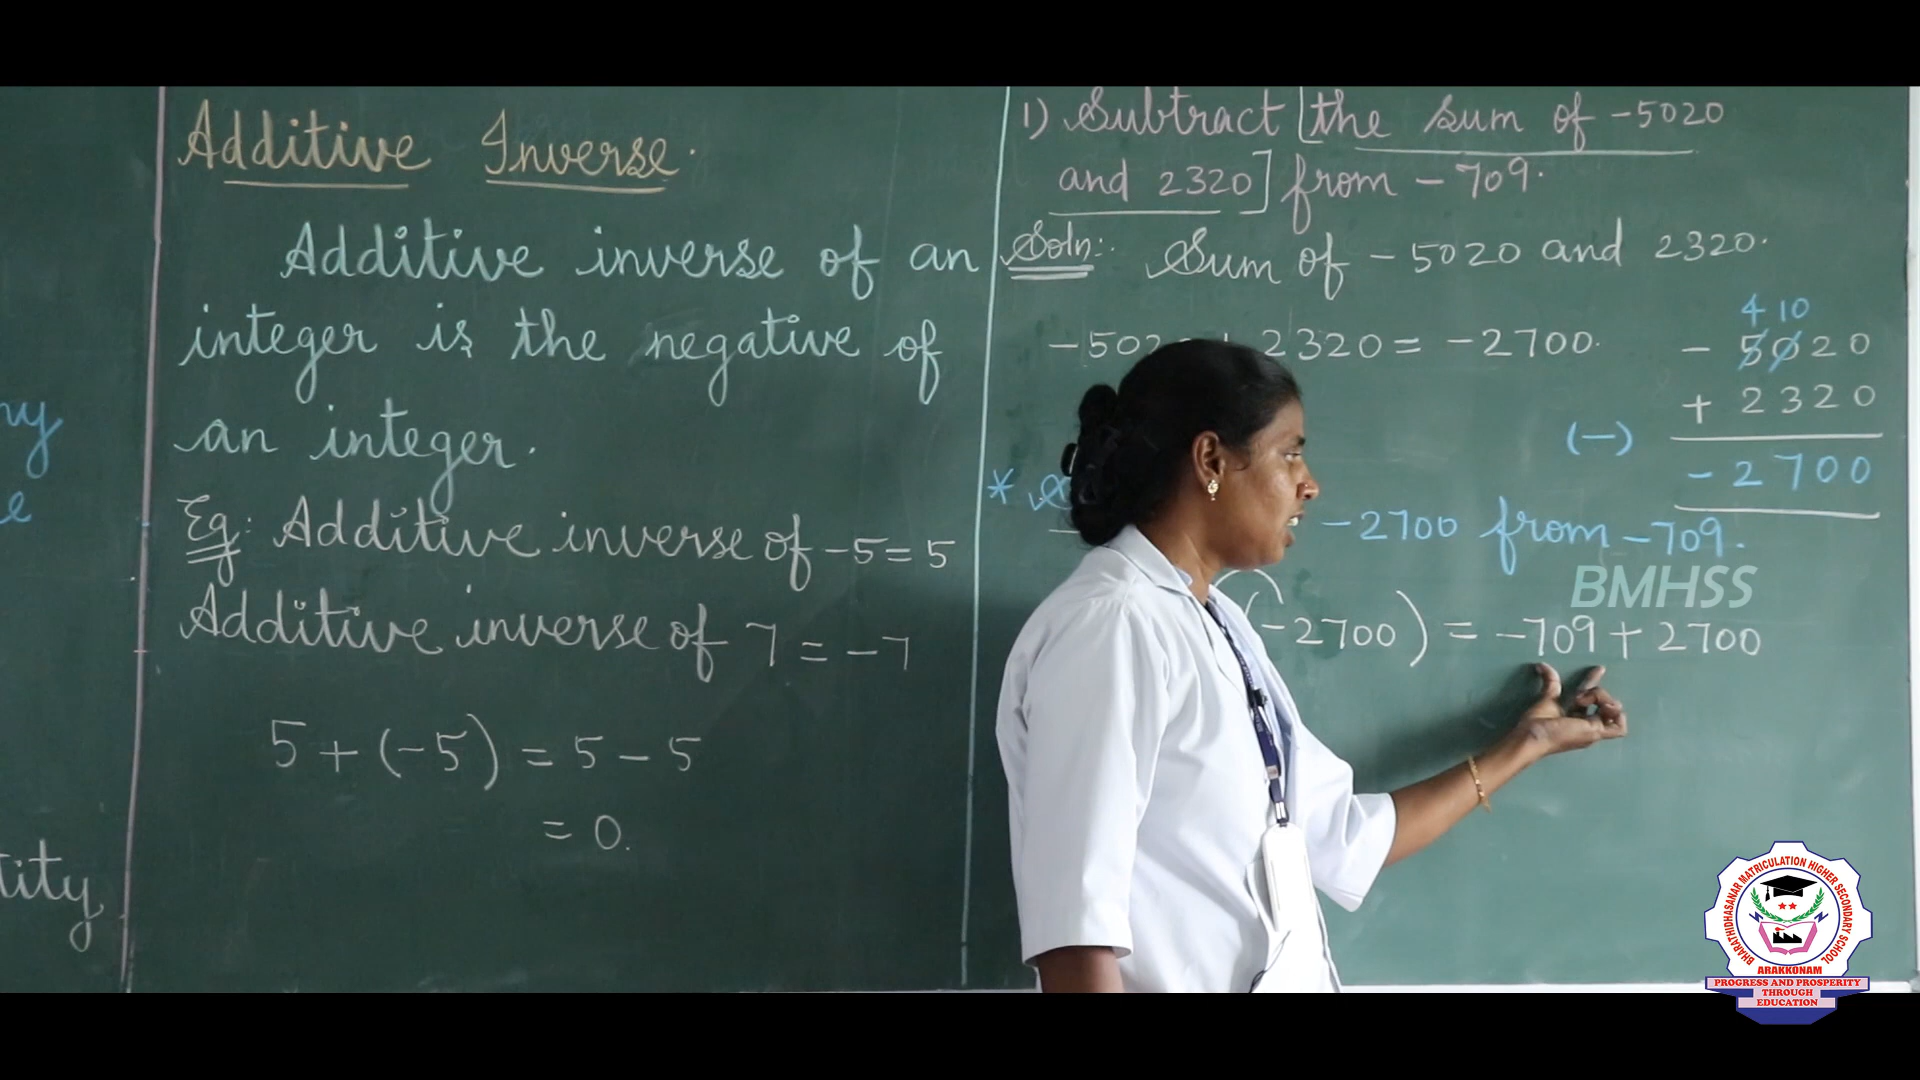 ny
e
tity
Additive Inverse.
Additive inverse of an
integer is the negative of
an integer.
Eg: Additive inverse of -5 = 5
Additive inverse of 7 = -7
5 + (-5) = 5 - 5
= 0.
1) Subtract [the sum of -5020
and 2320] from - 709.
Soln:. Sum of - 5020 and 2320.
-502 + 2320 = -2700.
4 10
- 5020
+ 2320
(-)
- 2700
* -2700 from -709.
BMHSS
(-2700) = -709 + 2700
BHARATHIDHASANAR MATRICULATION HIGHER SECONDARY SCHOOL
ARAKKONAM
PROGRESS AND PROSPERITY
THROUGH
EDUCATION